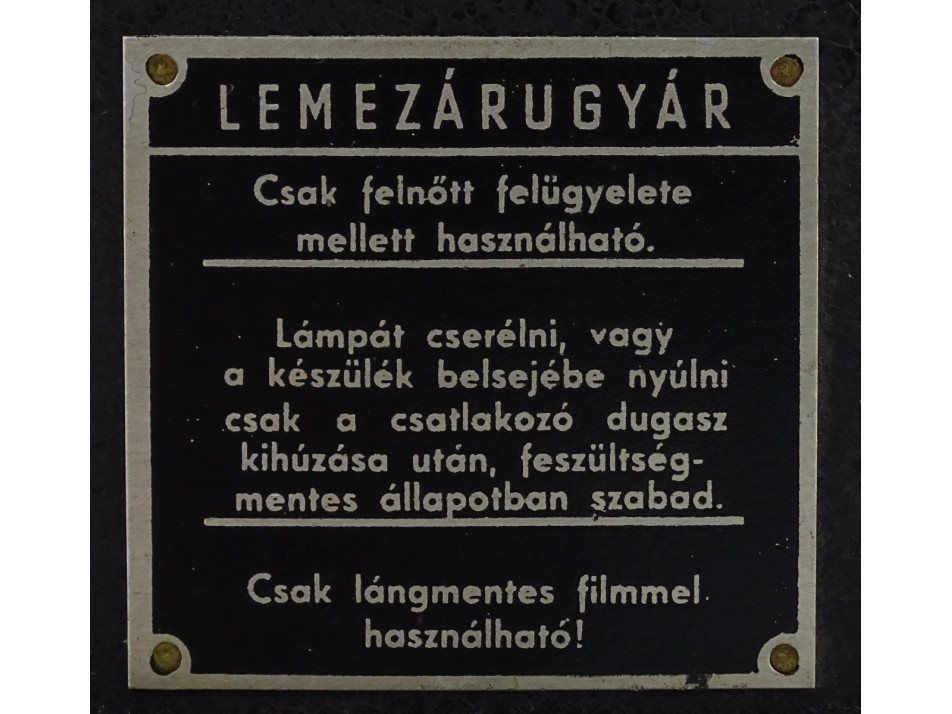 LEMEZÁRUGYÁR
Csak felnőtt felügyelete
mellett használható.
Lámpát cserélni, vagy
a készülék belsejébe nyúlni
csak a csatlakozó dugasz
kihúzása után, feszültség-
mentes állapotban szabad.
Csak lángmentes filmmel
használható!